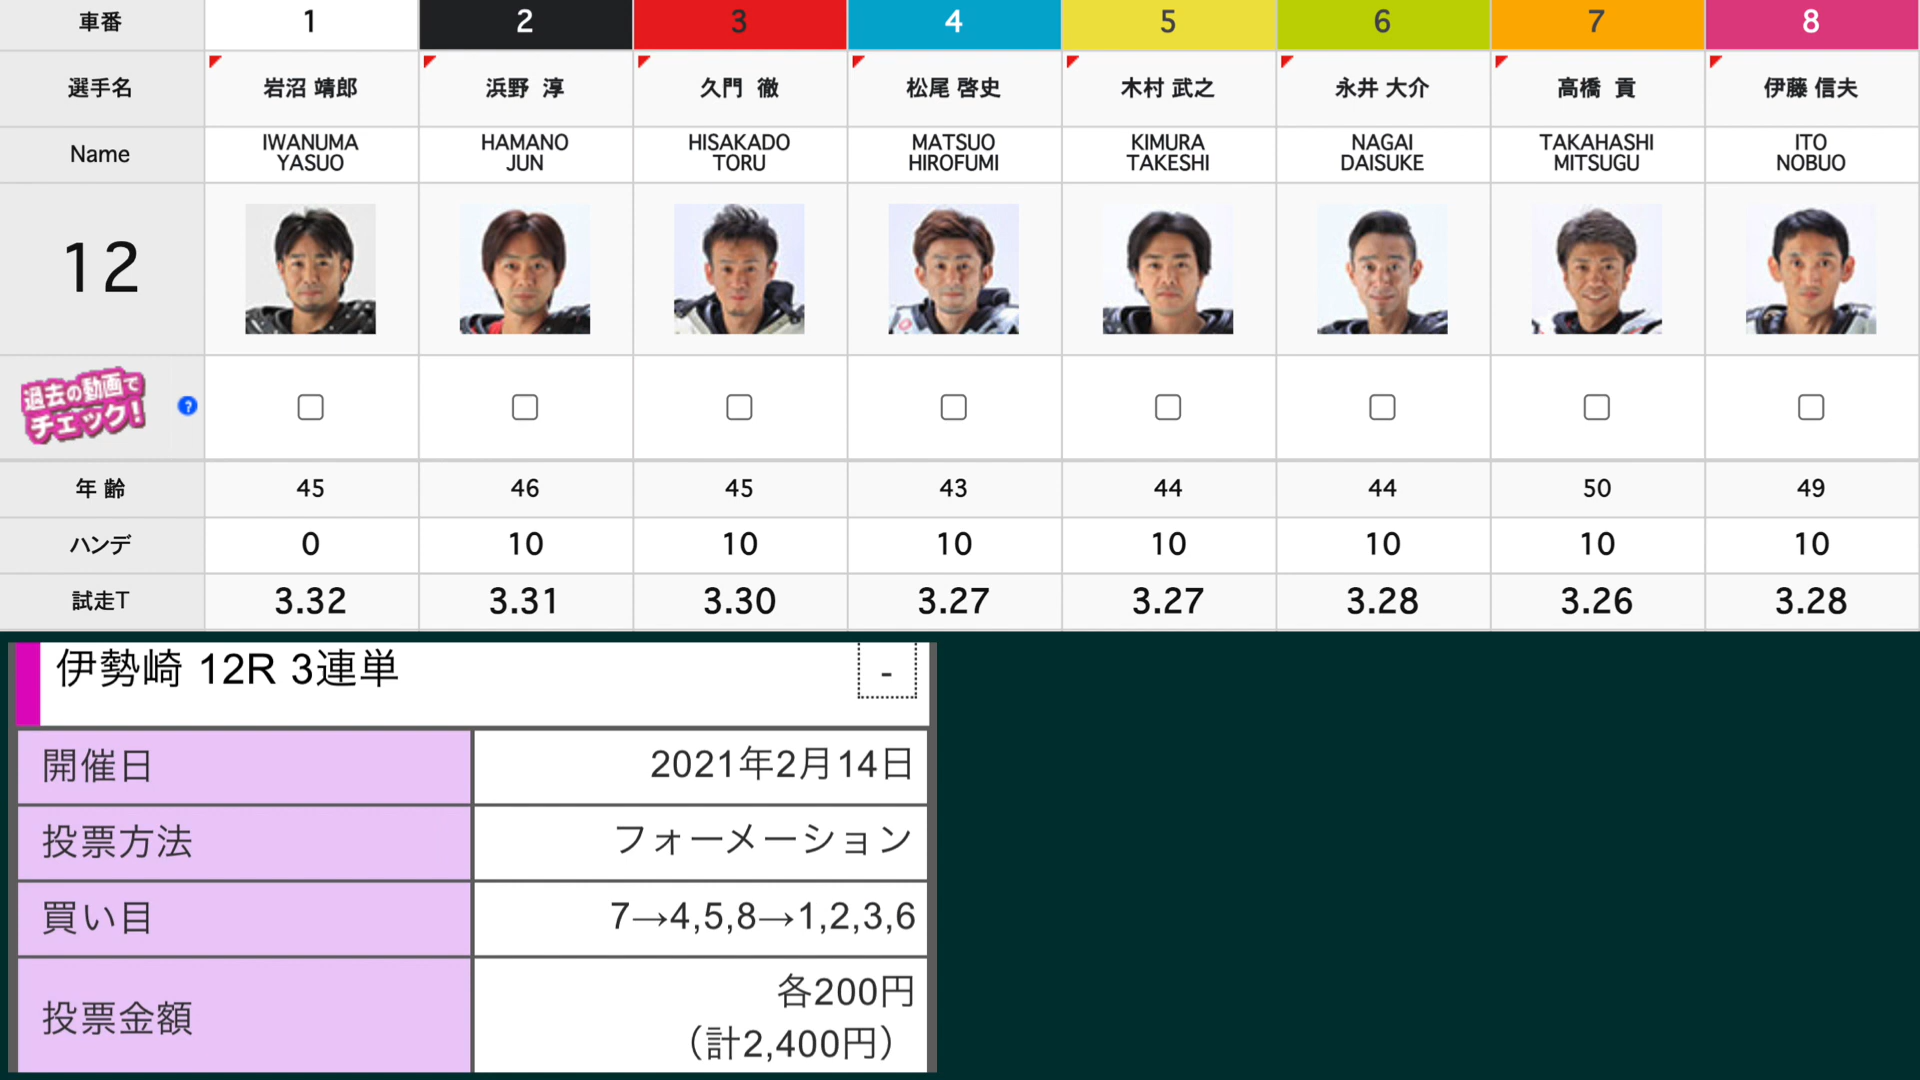 車番 1 2 3 4 5 6 7 8
選手名 岩沼 靖郎 浜野 淳 久門 徹 松尾 啓史 木村 武之 永井 大介 高橋 貢 伊藤 信夫
Name IWANUMA YASUO HAMANO JUN HISAKADO TORU MATSUO HIROFUMI KIMURA TAKESHI NAGAI DAISUKE TAKAHASHI MITSUGU ITO NOBUO
12
過去の動画で
チェック! ?
年齢 45 46 45 43 44 44 50 49
ハンデ 0 10 10 10 10 10 10 10
試走T 3.32 3.31 3.30 3.27 3.27 3.28 3.26 3.28
伊勢崎 12R 3連単 -
開催日 2021年2月14日
投票方法 フォーメーション
買い目 7→4,5,8→1,2,3,6
投票金額 各200円
（計2,400円）